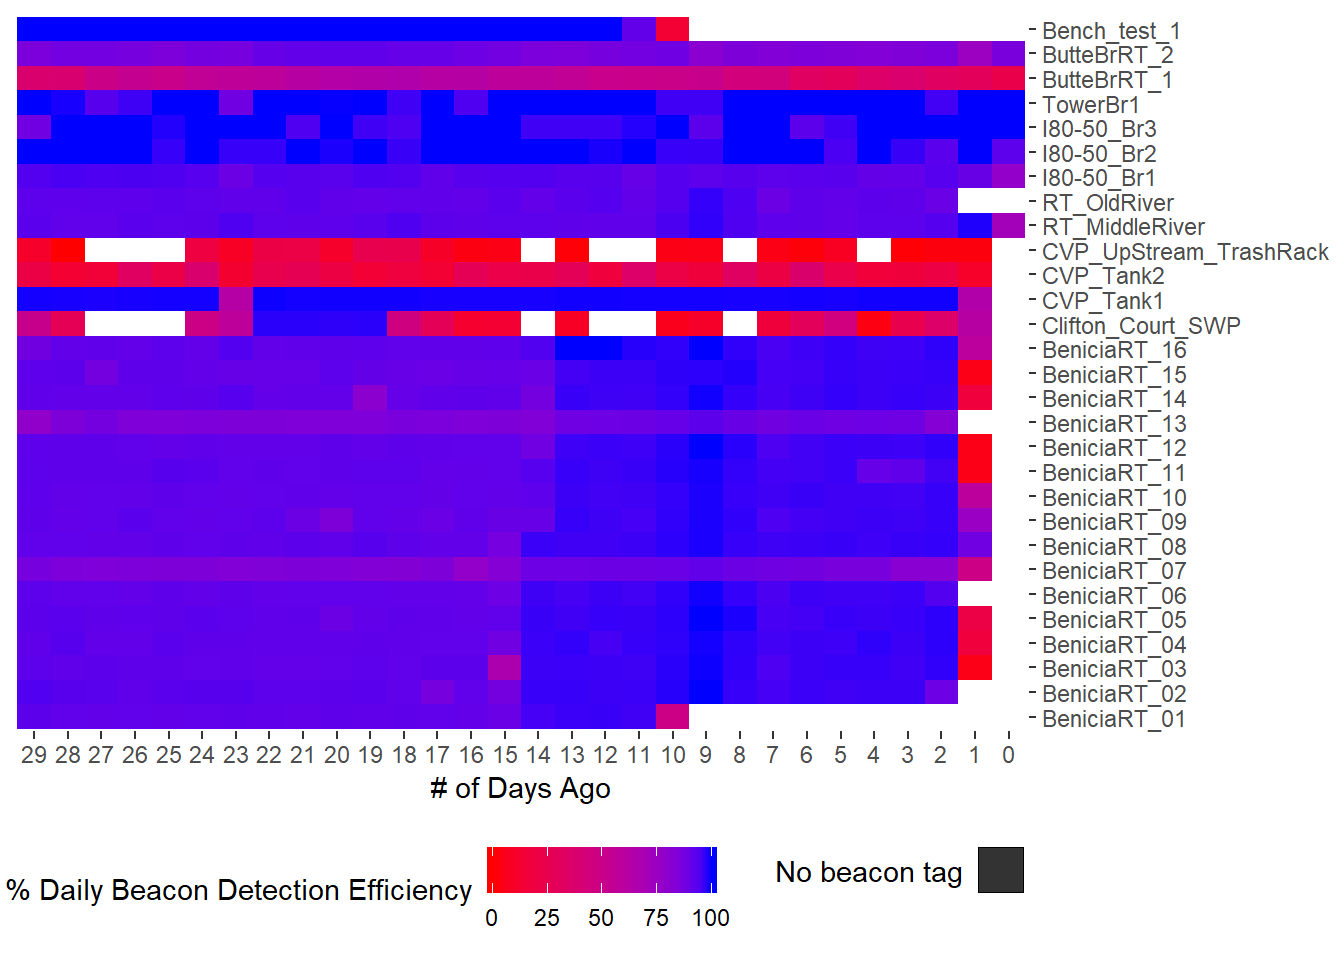 Bench_test_1
ButteBrRT_2
ButteBrRT_1
TowerBr1
I80-50_Br3
I80-50_Br2
I80-50_Br1
RT_OldRiver
RT_MiddleRiver
CVP_UpStream_TrashRack
CVP_Tank2
CVP_Tank1
Clifton_Court_SWP
BeniciaRT_16
BeniciaRT_15
BeniciaRT_14
BeniciaRT_13
BeniciaRT_12
BeniciaRT_11
BeniciaRT_10
BeniciaRT_09
BeniciaRT_08
BeniciaRT_07
BeniciaRT_06
BeniciaRT_05
BeniciaRT_04
BeniciaRT_03
BeniciaRT_02
BeniciaRT_01
29 28 27 26 25 24 23 22 21 20 19 18 17 16 15 14 13 12 11 10 9 8 7 6 5 4 3 2 1 0
# of Days Ago
% Daily Beacon Detection Efficiency
0 25 50 75 100
No beacon tag